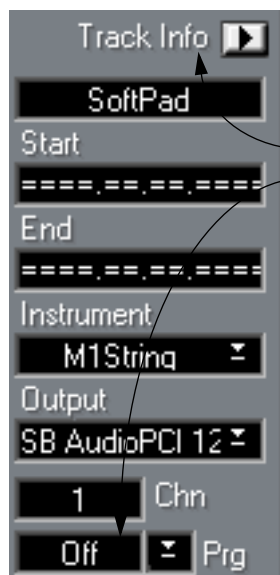 Track Info
SoftPad
Start
====.==.==.====
End
====.==.==.====
Instrument
M1String
Output
SB AudioPCI 12
1 Chn
Off Prg